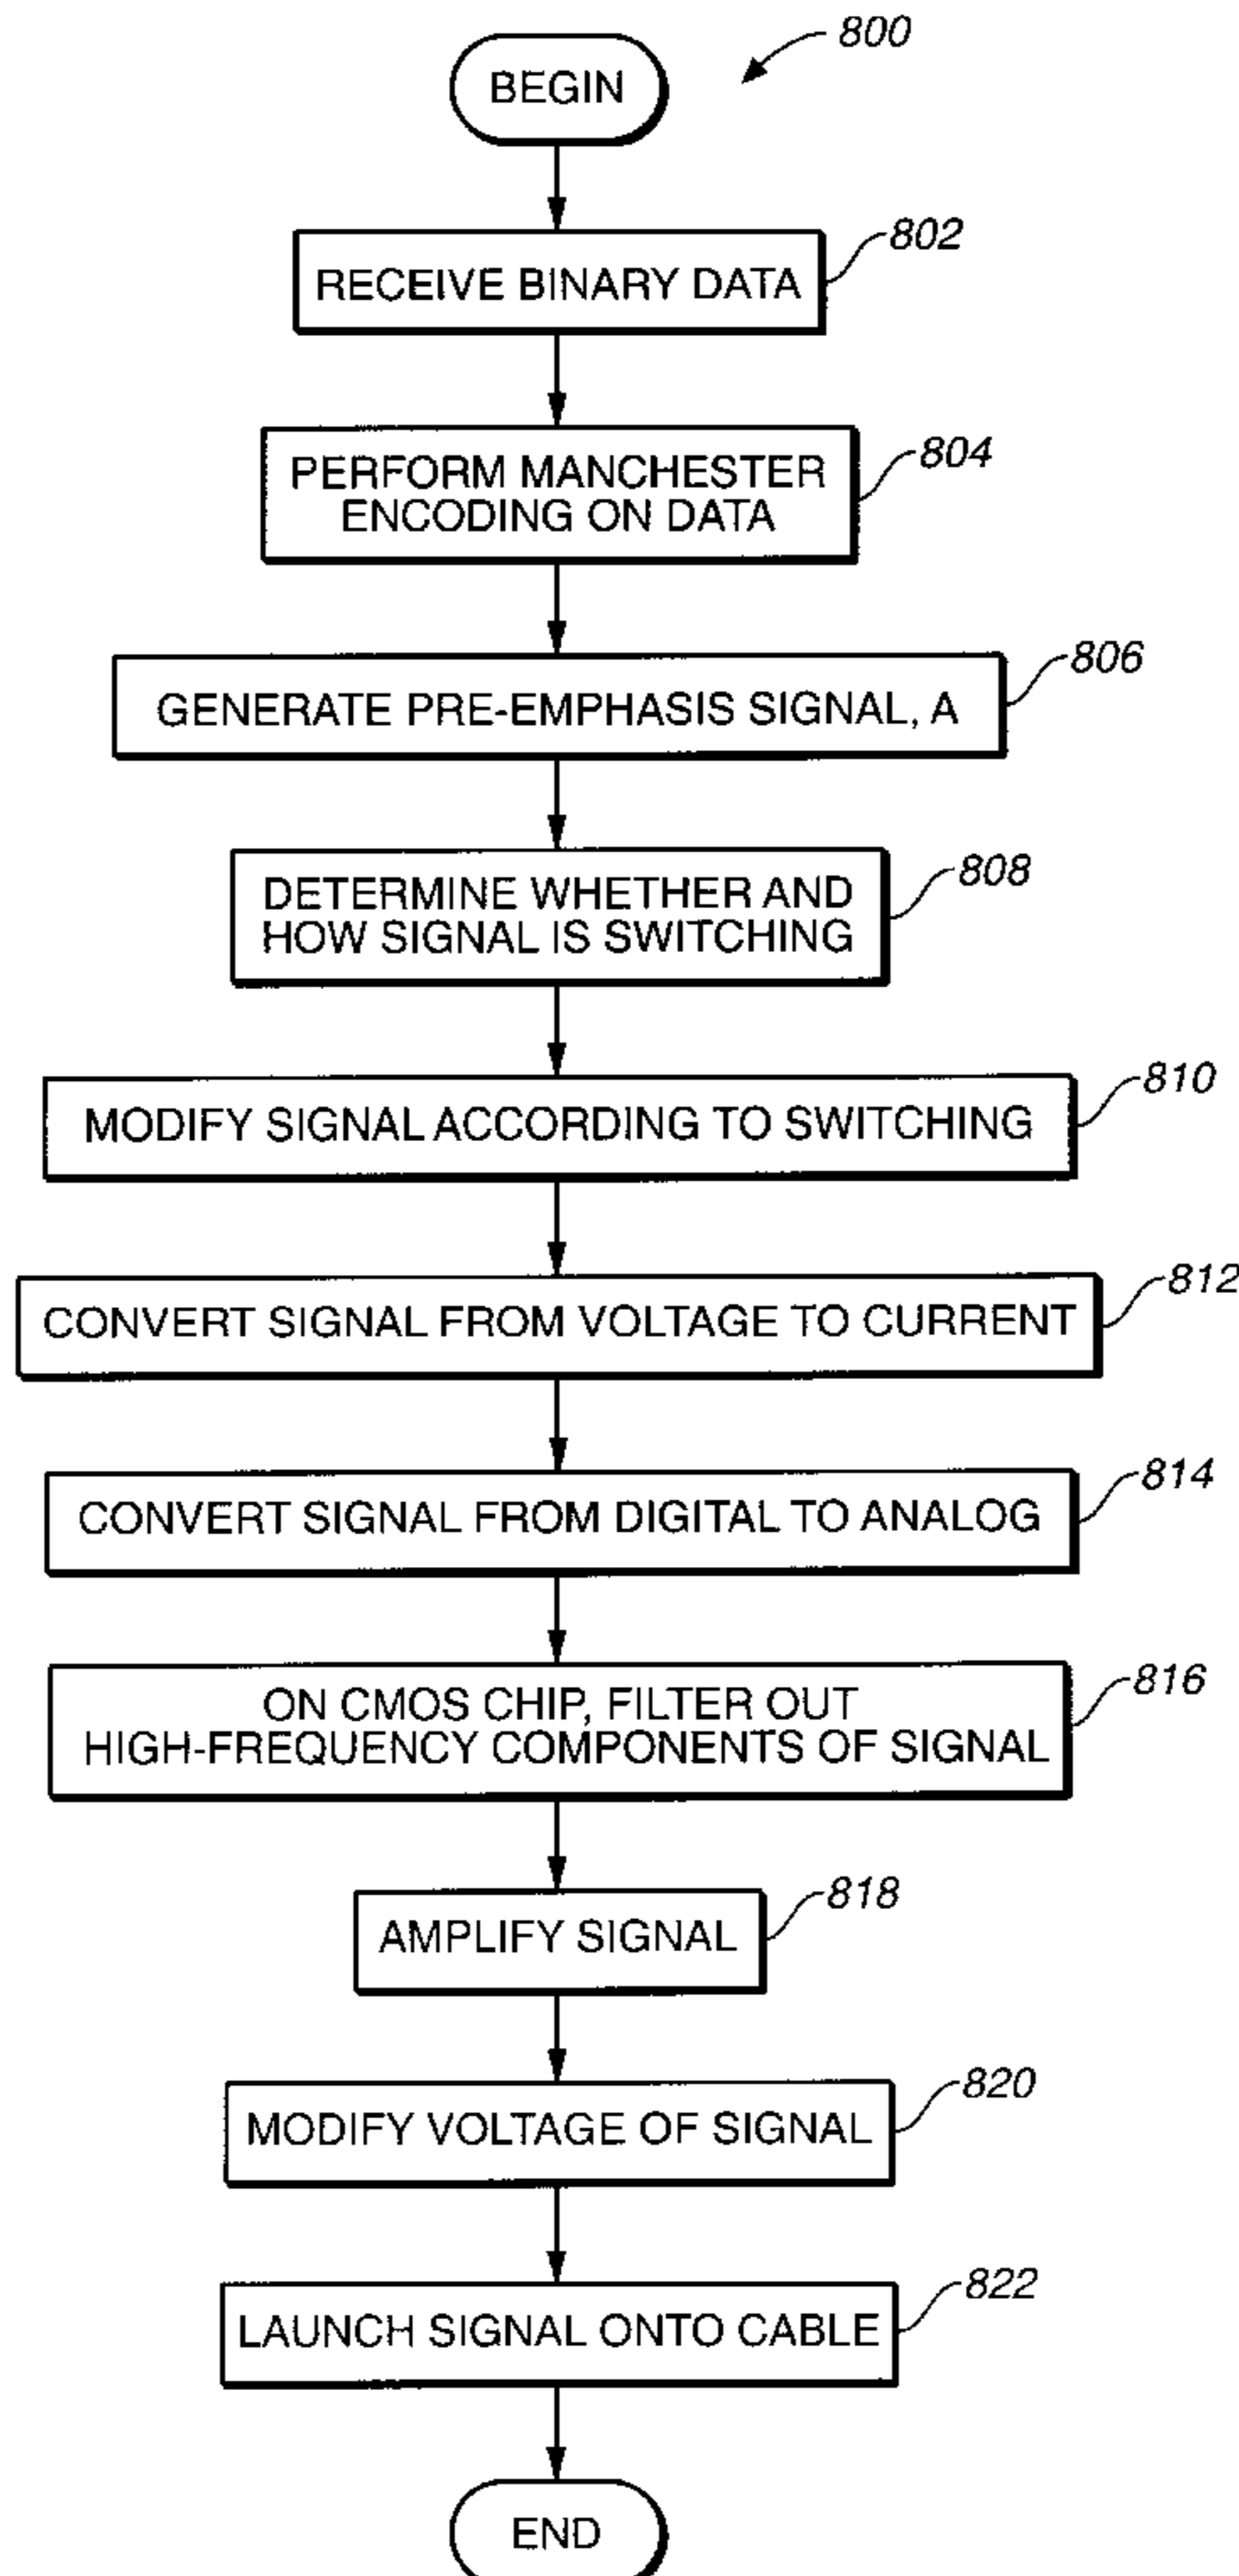 800
BEGIN
802
RECEIVE BINARY DATA
804
PERFORM MANCHESTER
ENCODING ON DATA
806
GENERATE PRE-EMPHASIS SIGNAL, A
808
DETERMINE WHETHER AND
HOW SIGNAL IS SWITCHING
810
MODIFY SIGNAL ACCORDING TO SWITCHING
812
CONVERT SIGNAL FROM VOLTAGE TO CURRENT
814
CONVERT SIGNAL FROM DIGITAL TO ANALOG
816
ON CMOS CHIP, FILTER OUT
HIGH-FREQUENCY COMPONENTS OF SIGNAL
818
AMPLIFY SIGNAL
820
MODIFY VOLTAGE OF SIGNAL
822
LAUNCH SIGNAL ONTO CABLE
END